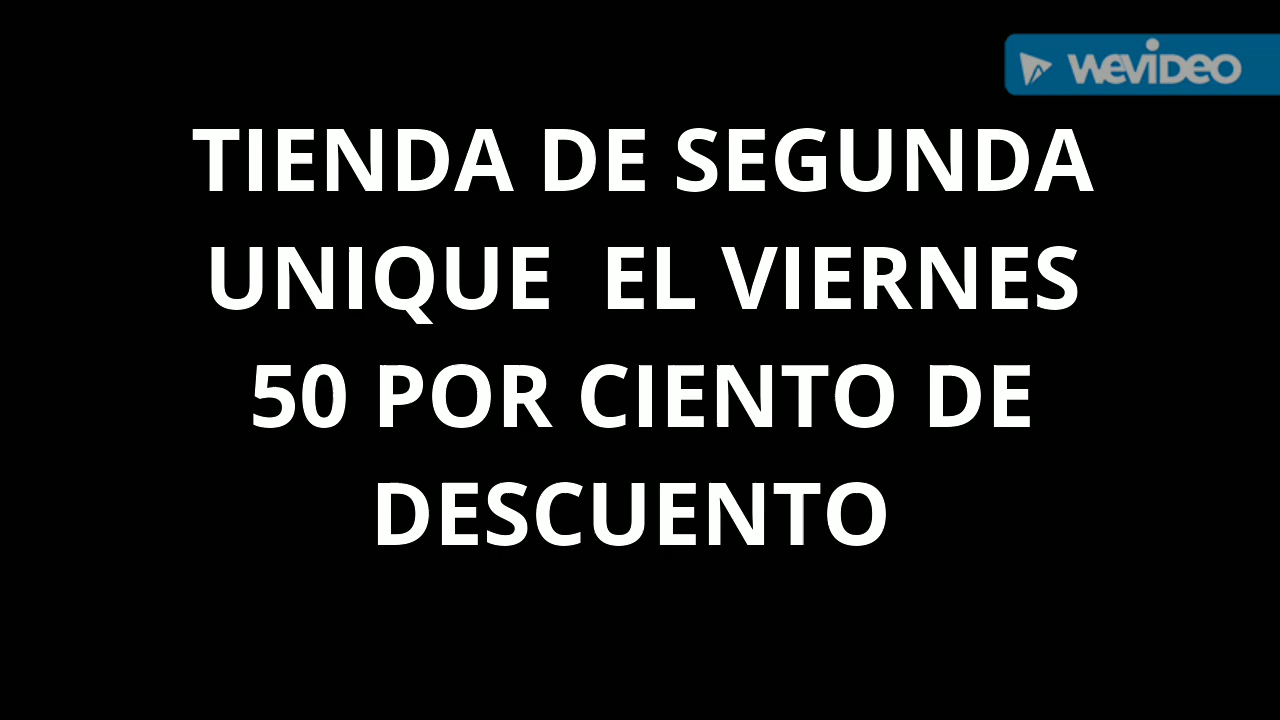 WEVIDEO
TIENDA DE SEGUNDA
UNIQUE EL VIERNES
50 POR CIENTO DE
DESCUENTO